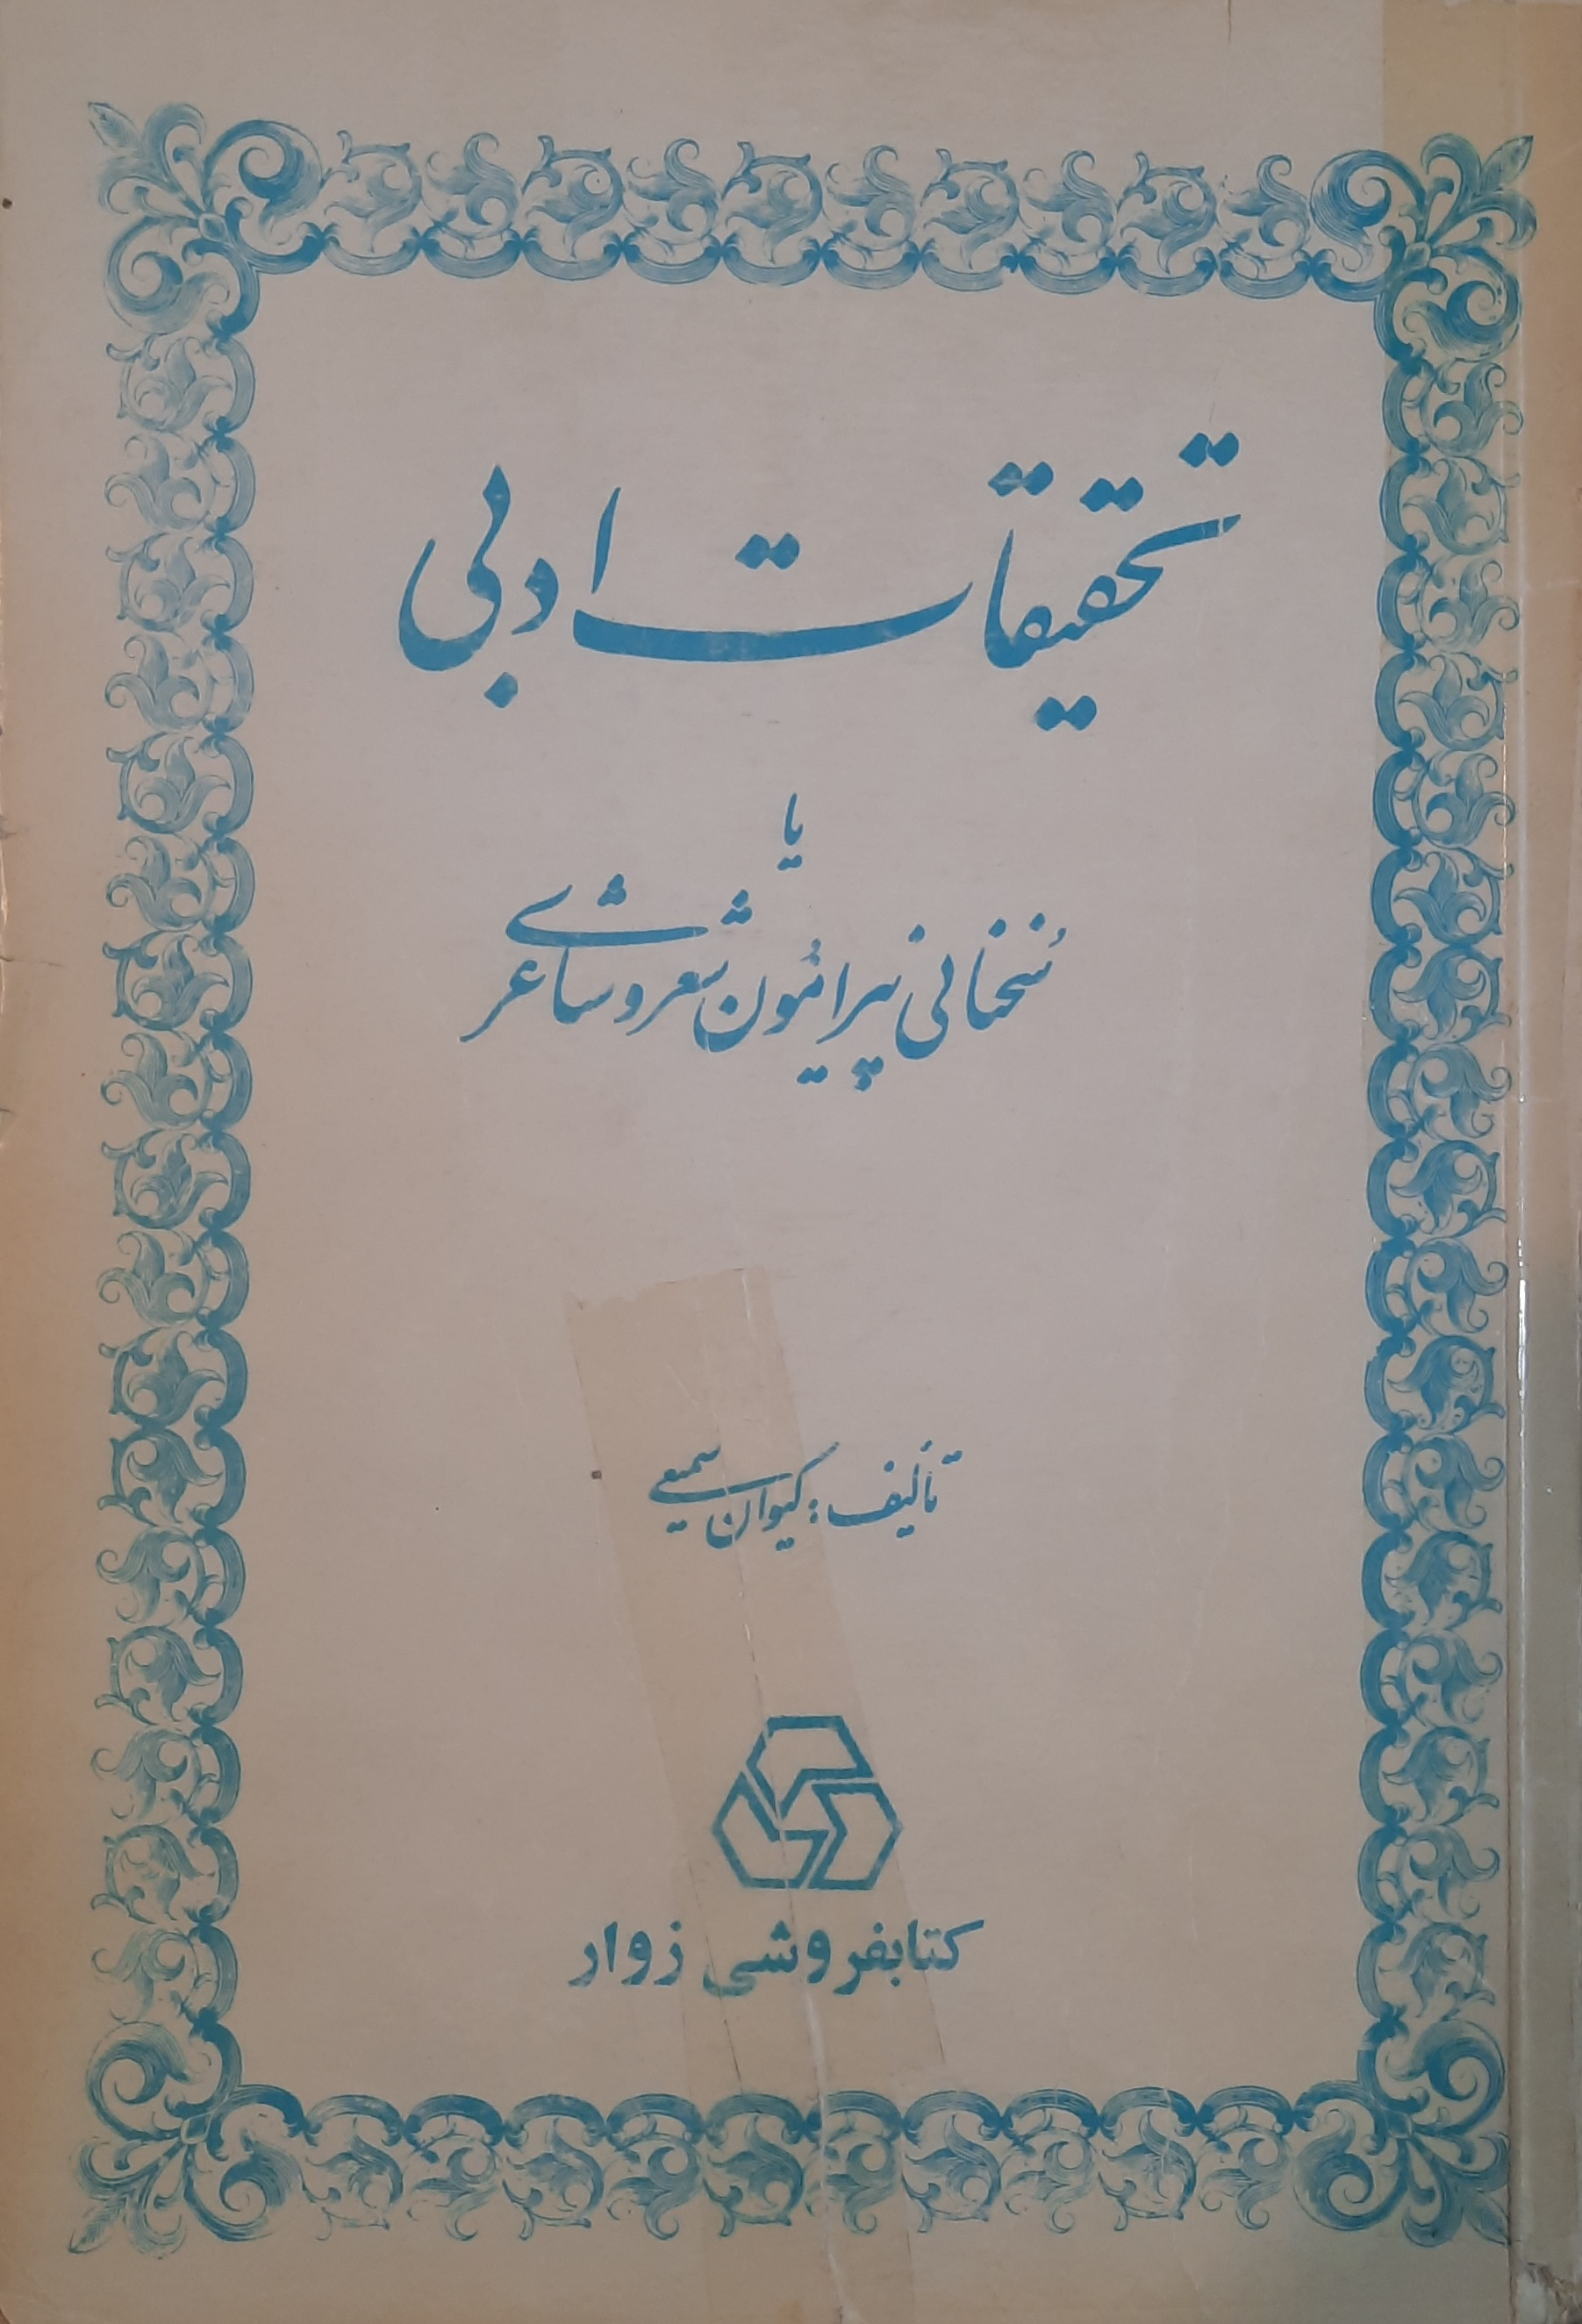 تحقیقات ادبی
یا
سخنانی پیرامون شعر و شاعری
تألیف: کیوان سمیعی
کتابفروشی زوار